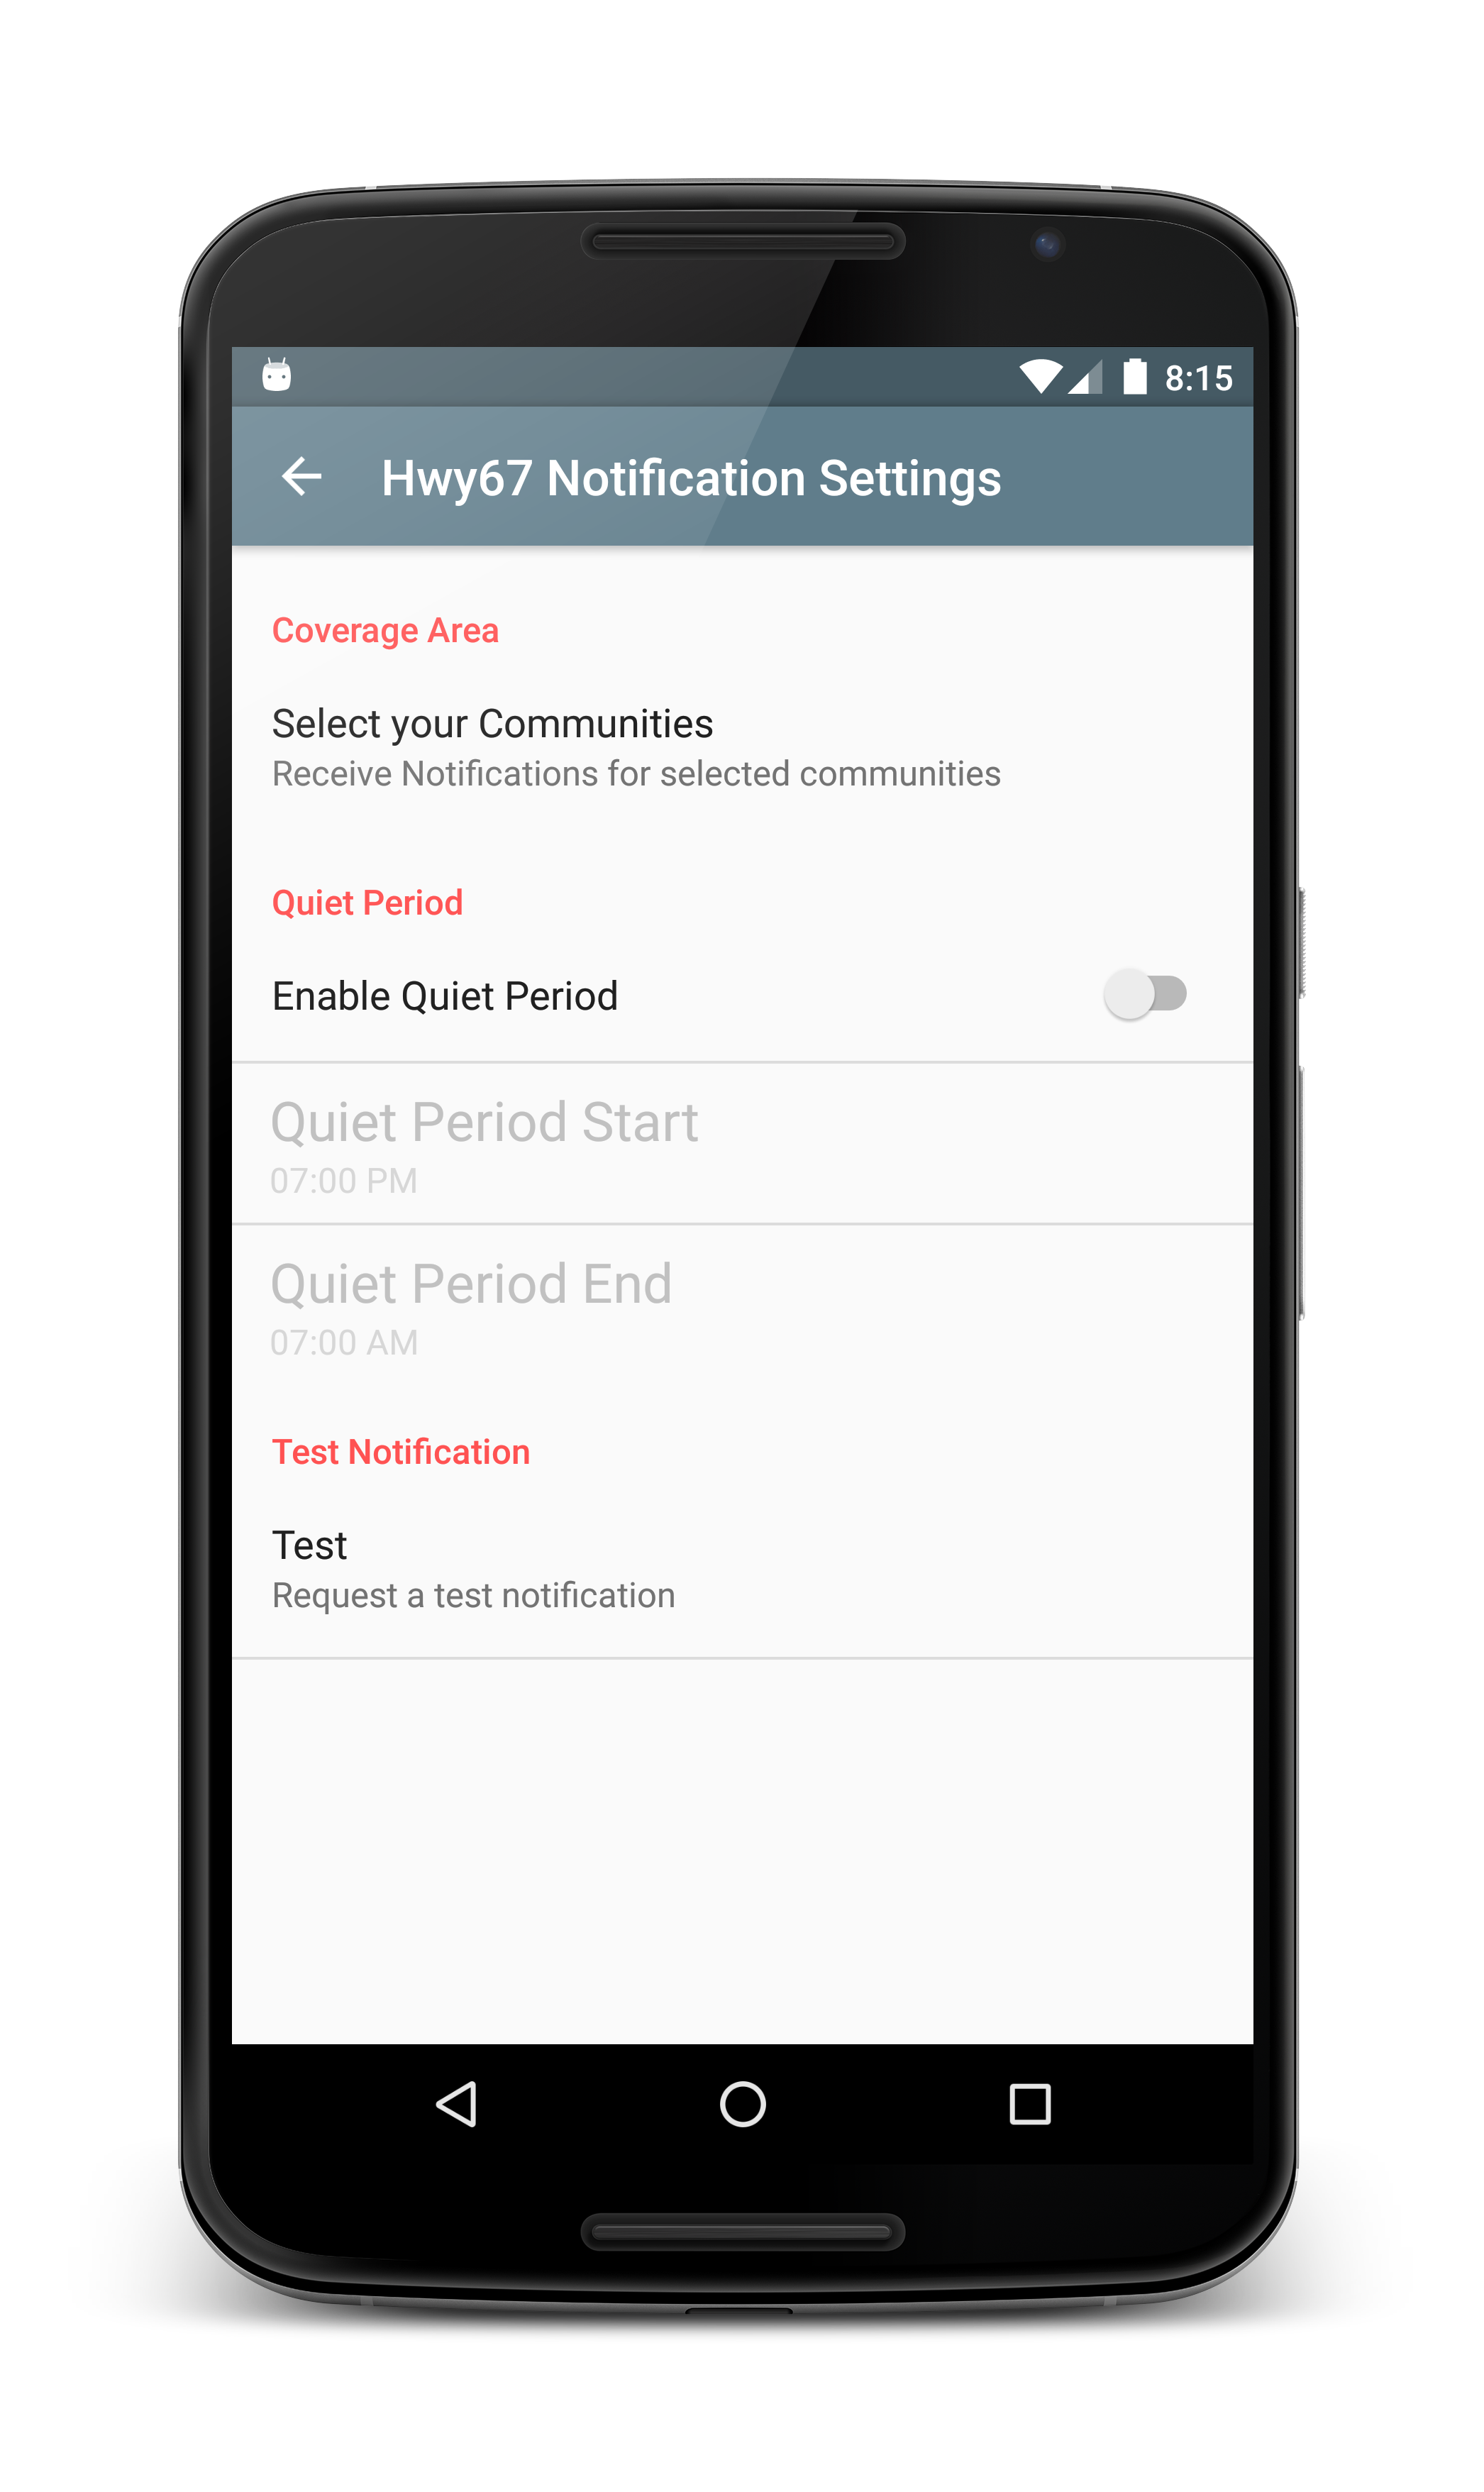 8:15
Hwy67 Notification Settings
Coverage Area
Select your Communities
Receive Notifications for selected communities
Quiet Period
Enable Quiet Period
Quiet Period Start
07:00 PM
Quiet Period End
07:00 AM
Test Notification
Test
Request a test notification